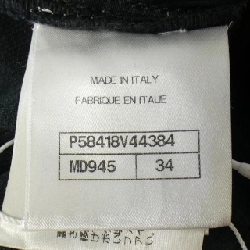 MADE IN ITALY
FABRIQUE EN ITALIE
P58418V44384
MD945 34